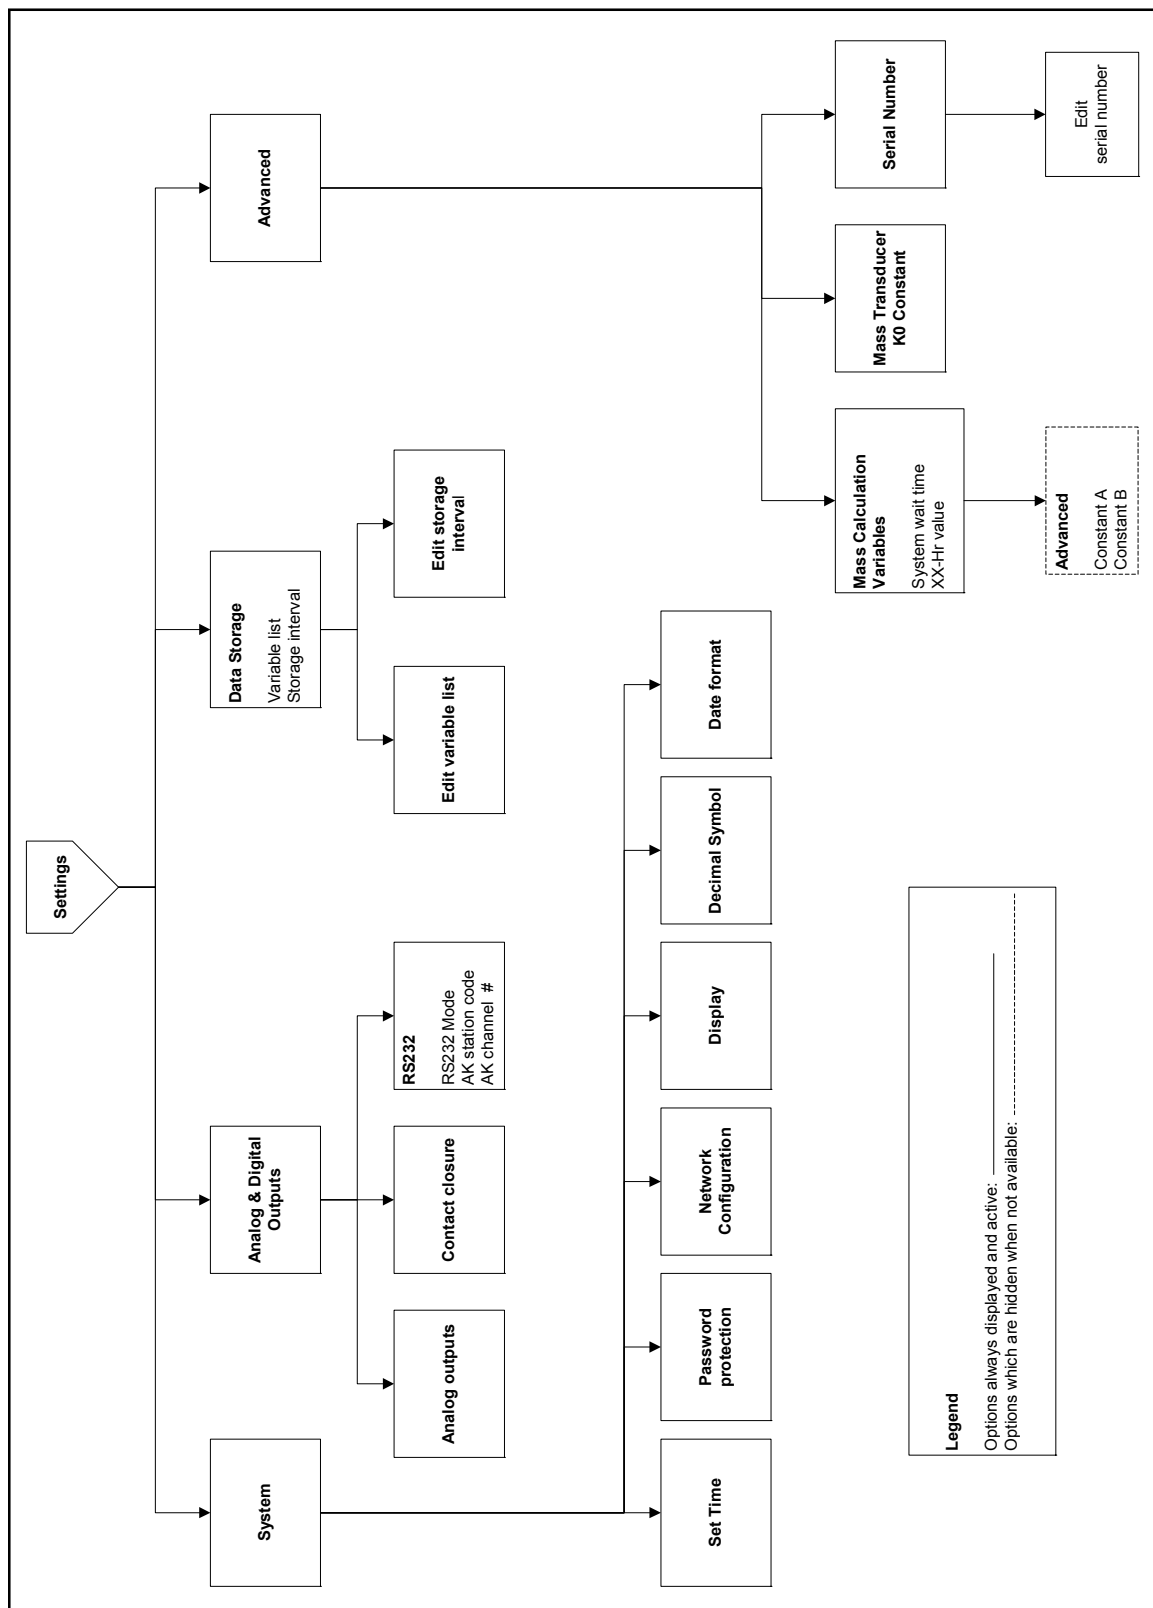 Settings
System
Analog & Digital
Outputs
Data Storage
Variable list
Storage interval
Advanced
Analog outputs
Contact closure
RS232
RS232 Mode
AK station code
AK channel #
Edit variable list
Edit storage
interval
Set Time
Password
protection
Network
Configuration
Display
Decimal Symbol
Date format
Mass Calculation
Variables
System wait time
XX-Hr value
Mass Transducer
K0 Constant
Serial Number
Advanced
Constant A
Constant B
Edit
serial number
Legend
Options always displayed and active:
Options which are hidden when not available: